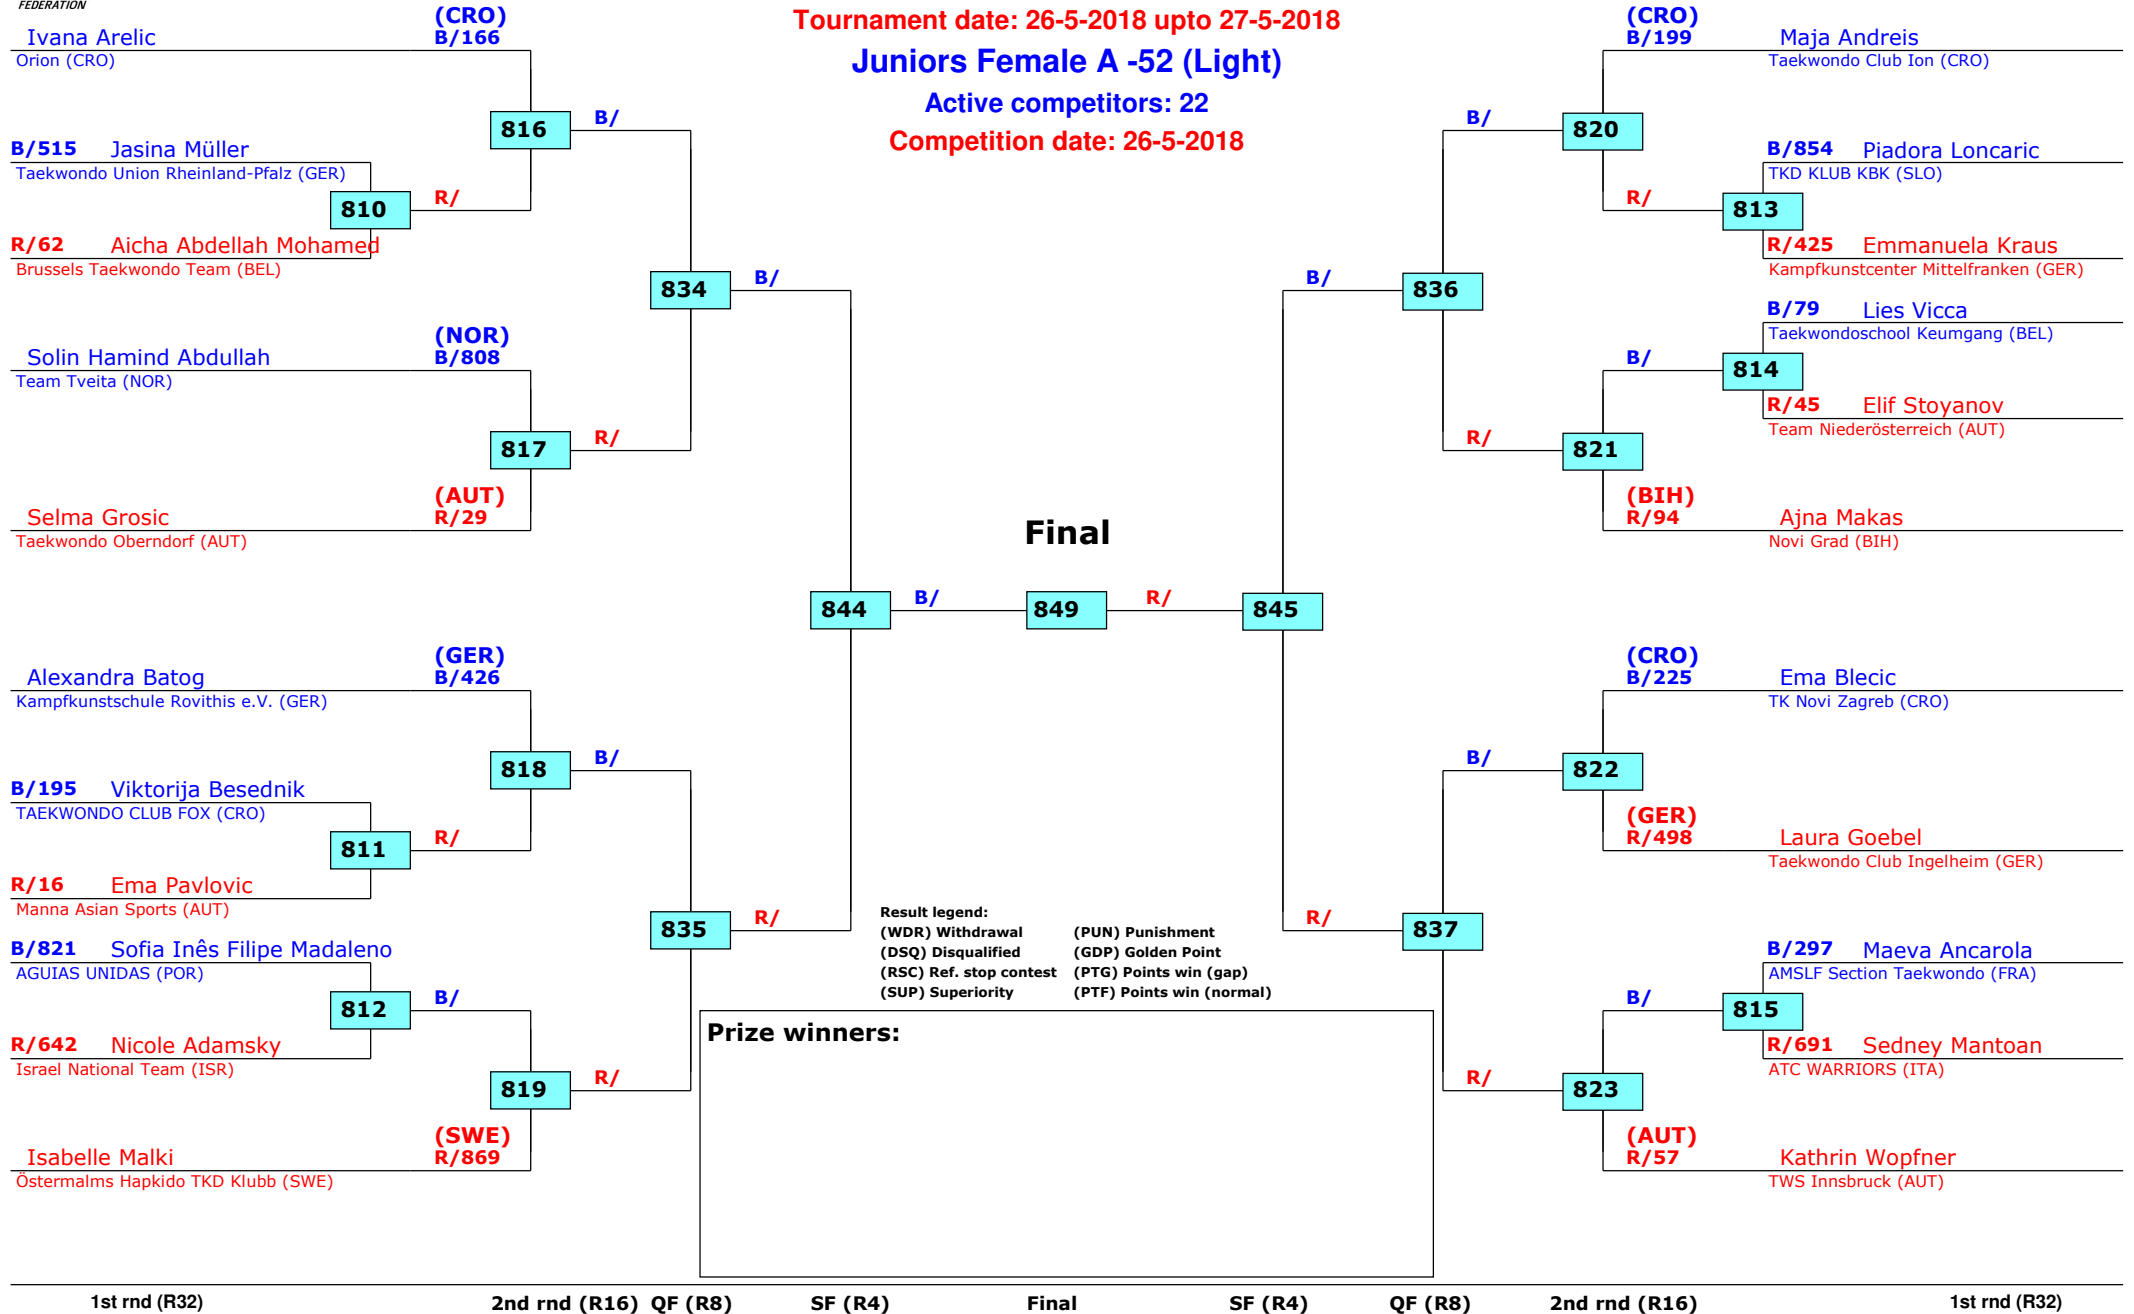 FEDERATION
Tournament date: 26-5-2018 upto 27-5-2018
Juniors Female A -52 (Light)
Active competitors: 22
Competition date: 26-5-2018
(CRO)
Ivana Arelic B/166
Orion (CRO)
816 B/
B/515 Jasina Müller
Taekwondo Union Rheinland-Pfalz (GER)
810 R/
R/62 Aicha Abdellah Mohamed
Brussels Taekwondo Team (BEL)
834 B/
(NOR)
Solin Hamind Abdullah B/808
Team Tveita (NOR)
817 R/
(AUT)
Selma Grosic R/29
Taekwondo Oberndorf (AUT)
844 B/
(GER)
Alexandra Batog B/426
Kampfkunstschule Rovithis e.V. (GER)
818 B/
B/195 Viktorija Besednik
TAEKWONDO CLUB FOX (CRO)
811 R/
R/16 Ema Pavlovic
Manna Asian Sports (AUT)
835 R/
B/821 Sofia Inês Filipe Madaleno
AGUIAS UNIDAS (POR)
812 B/
R/642 Nicole Adamsky
Israel National Team (ISR)
819 R/
(SWE)
Isabelle Malki R/869
Östermalms Hapkido TKD Klubb (SWE)
Final
849
(CRO)
B/199 Maja Andreis
Taekwondo Club Ion (CRO)
B/ 820
B/854 Piadora Loncaric
TKD KLUB KBK (SLO)
R/ 813
R/425 Emmanuela Kraus
Kampfkunstcenter Mittelfranken (GER)
B/ 836
B/79 Lies Vicca
Taekwondoschool Keumgang (BEL)
B/ 814
R/45 Elif Stoyanov
Team Niederösterreich (AUT)
R/ 821
(BIH)
R/94 Ajna Makas
Novi Grad (BIH)
R/ 845
(CRO)
B/225 Ema Blecic
TK Novi Zagreb (CRO)
B/ 822
(GER)
R/498 Laura Goebel
Taekwondo Club Ingelheim (GER)
R/ 837
B/297 Maeva Ancarola
AMSLF Section Taekwondo (FRA)
B/ 815
R/691 Sedney Mantoan
ATC WARRIORS (ITA)
R/ 823
(AUT)
R/57 Kathrin Wopfner
TWS Innsbruck (AUT)
Result legend:
(WDR) Withdrawal (PUN) Punishment
(DSQ) Disqualified (GDP) Golden Point
(RSC) Ref. stop contest (PTG) Points win (gap)
(SUP) Superiority (PTF) Points win (normal)
Prize winners:
1st rnd (R32) 2nd rnd (R16) QF (R8) SF (R4) Final SF (R4) QF (R8) 2nd rnd (R16) 1st rnd (R32)